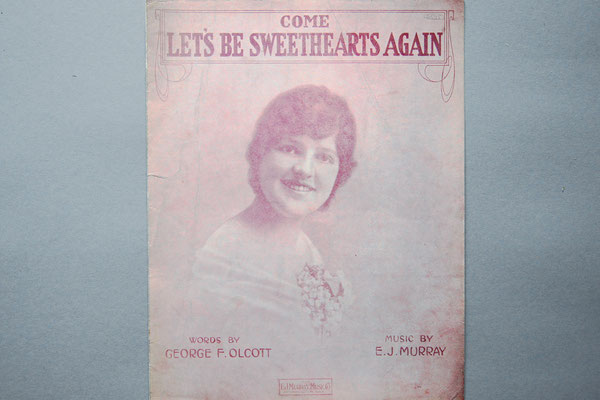 COME
LET'S BE SWEETHEARTS AGAIN
WORDS BY
GEORGE F. OLCOTT
MUSIC BY
E.J. MURRAY